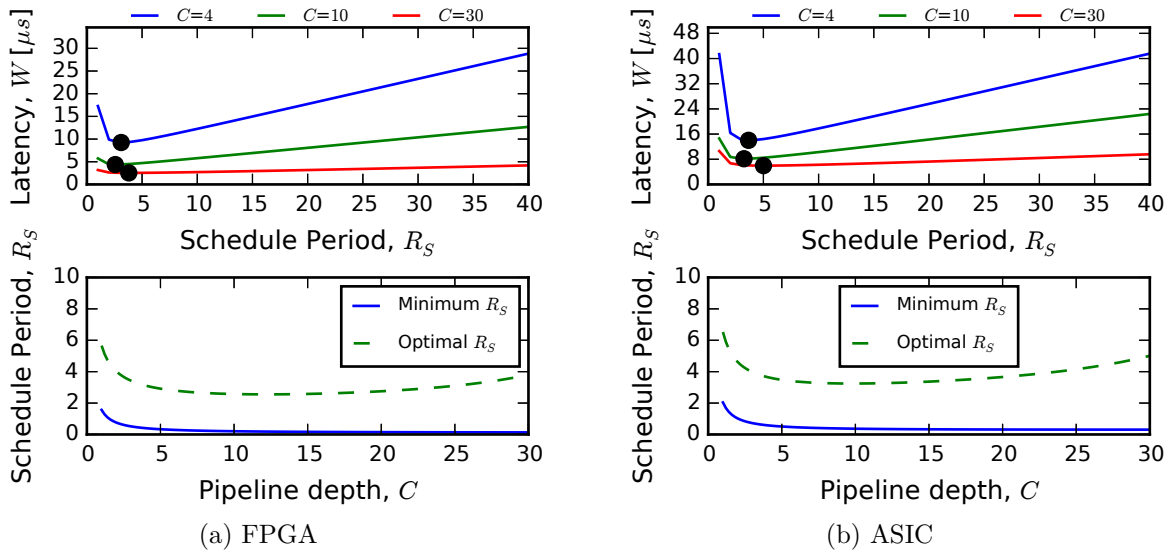 C=4 C=10 C=30
Latency, W [μs]
30
25
20
15
10
5
0
0 5 10 15 20 25 30 35 40
Schedule Period, R_S
C=4 C=10 C=30
Latency, W [μs]
48
40
32
24
16
8
0
0 5 10 15 20 25 30 35 40
Schedule Period, R_S
Schedule Period, R_S
10
8
6
4
2
0
Minimum R_S
Optimal R_S
0 5 10 15 20 25 30
Pipeline depth, C
(a) FPGA
Schedule Period, R_S
10
8
6
4
2
0
Minimum R_S
Optimal R_S
0 5 10 15 20 25 30
Pipeline depth, C
(b) ASIC